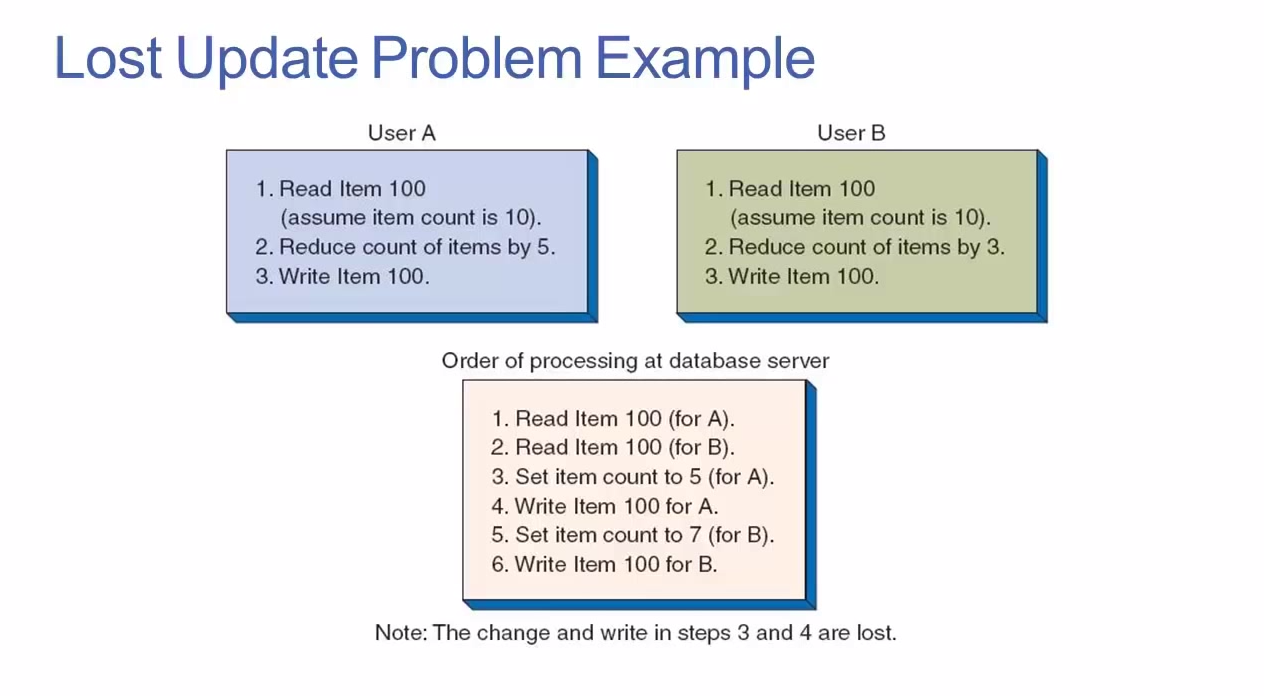 Lost Update Problem Example
User A
1. Read Item 100
(assume item count is 10).
2. Reduce count of items by 5.
3. Write Item 100.
User B
1. Read Item 100
(assume item count is 10).
2. Reduce count of items by 3.
3. Write Item 100.
Order of processing at database server
1. Read Item 100 (for A).
2. Read Item 100 (for B).
3. Set item count to 5 (for A).
4. Write Item 100 for A.
5. Set item count to 7 (for B).
6. Write Item 100 for B.
Note: The change and write in steps 3 and 4 are lost.